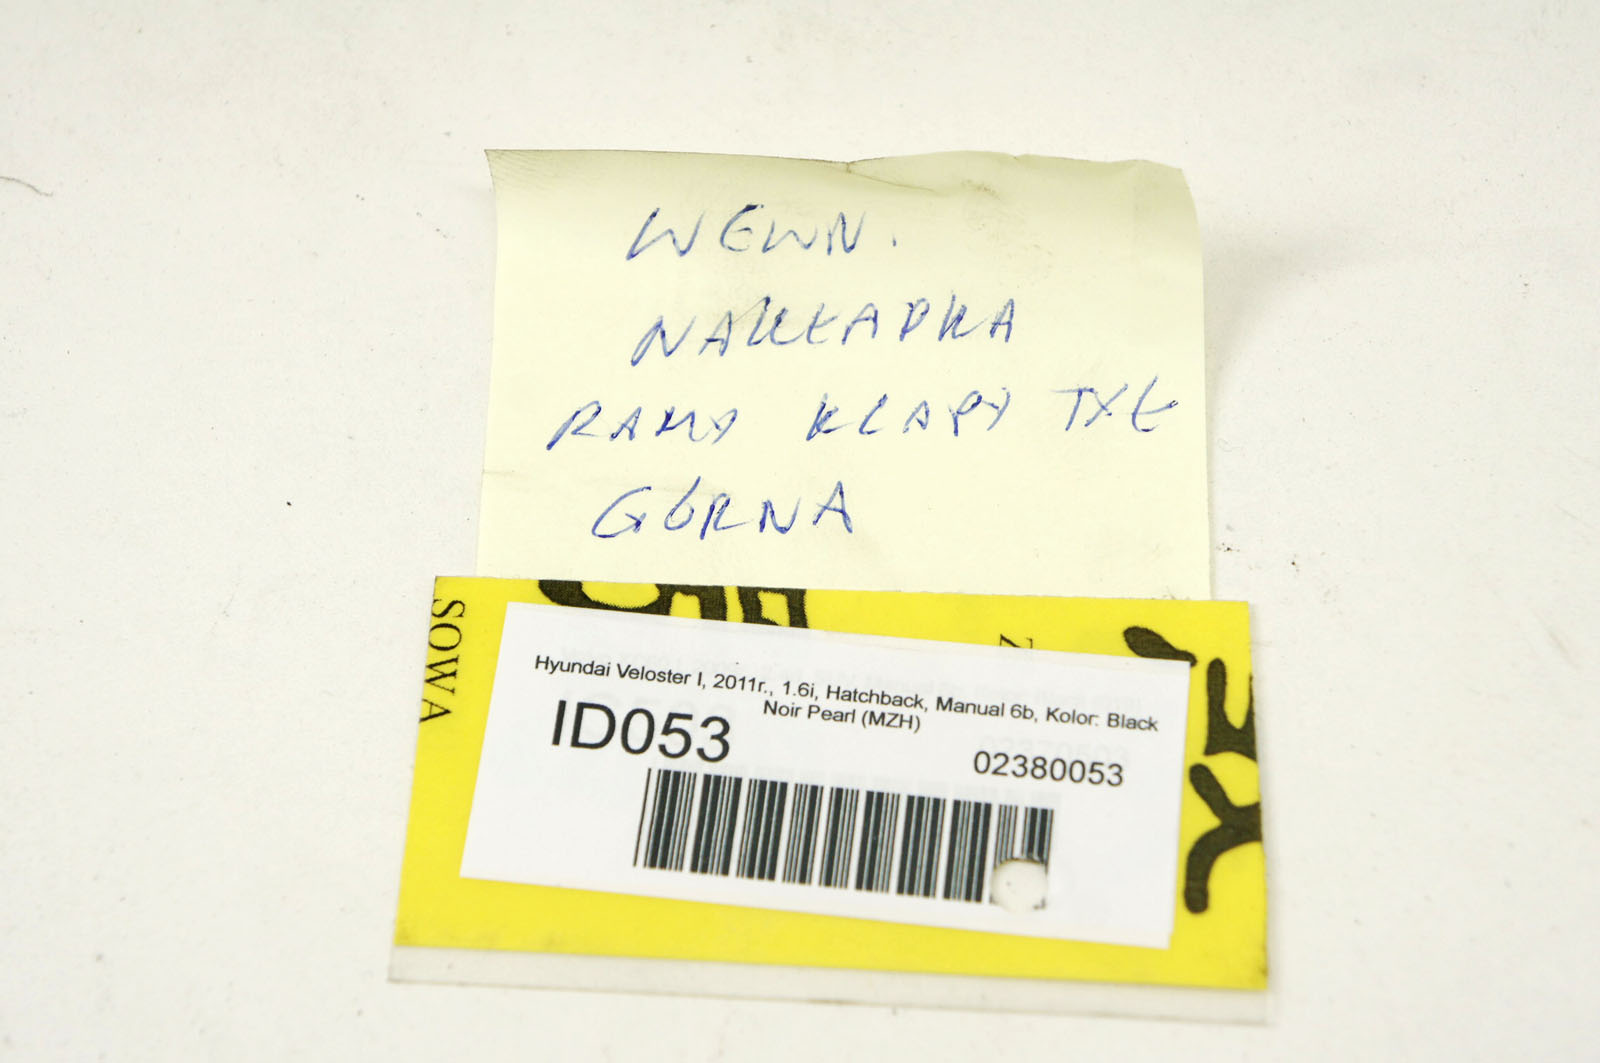 WEWN.
NAKŁADKA
RAMY KLAPY TYŁ
GÓRNA
SOWA
2
Hyundai Veloster I, 2011r., 1.6i, Hatchback, Manual 6b, Kolor: Black
Noir Pearl (MZH)
ID053
02380053